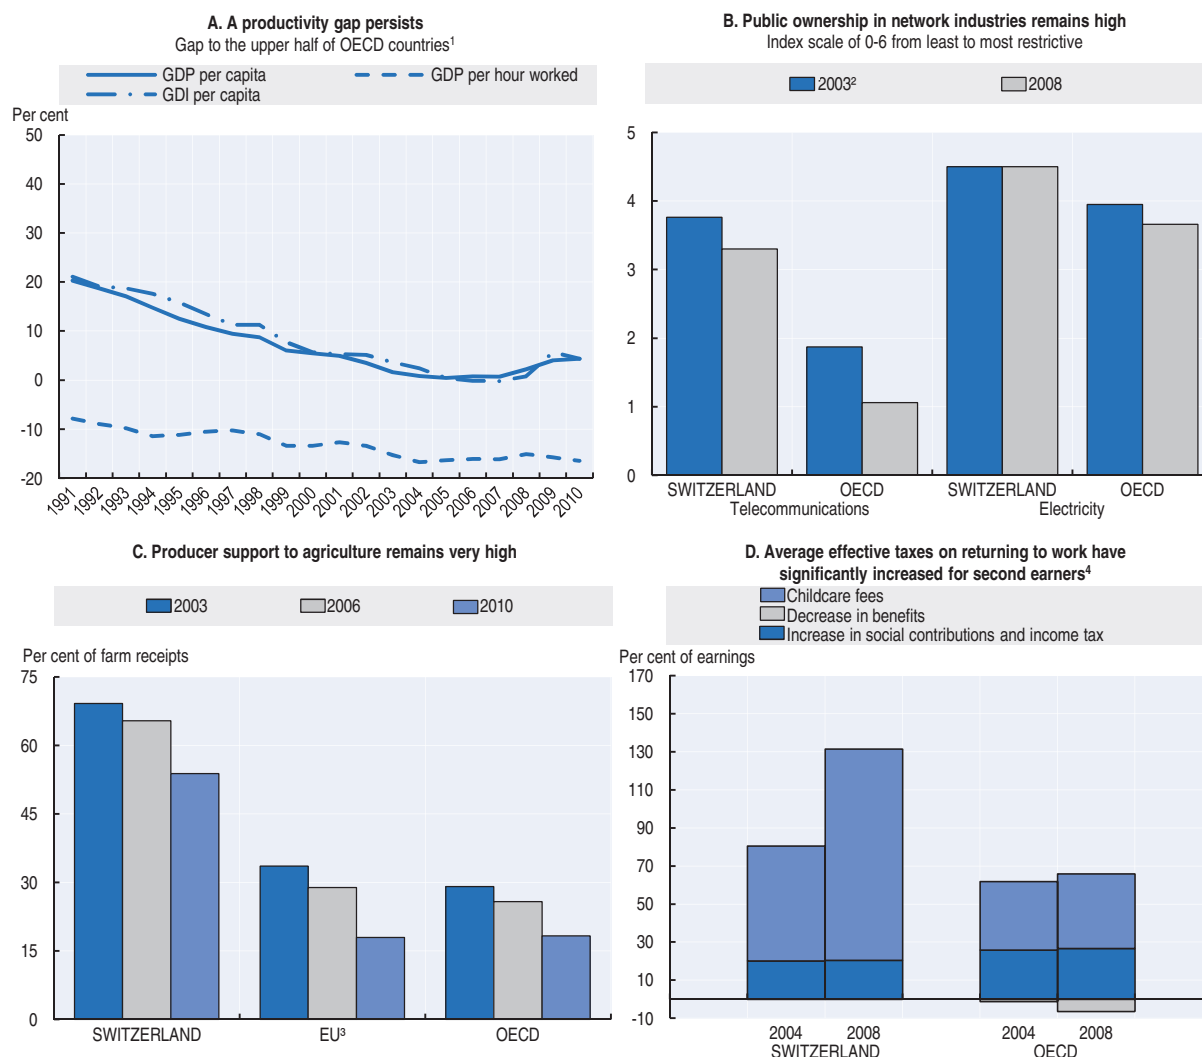 A. A productivity gap persists
Gap to the upper half of OECD countries¹
GDP per capita
GDP per hour worked
GDI per capita
Per cent
50
40
30
20
10
0
-10
-20
1991 1992 1993 1994 1995 1996 1997 1998 1999 2000 2001 2002 2003 2004 2005 2006 2007 2008 2009 2010
B. Public ownership in network industries remains high
Index scale of 0-6 from least to most restrictive
2003²
2008
5
4
3
2
1
0
SWITZERLAND OECD SWITZERLAND OECD
Telecommunications Electricity
C. Producer support to agriculture remains very high
2003
2006
2010
Per cent of farm receipts
75
60
45
30
15
0
SWITZERLAND EU³ OECD
D. Average effective taxes on returning to work have
significantly increased for second earners⁴
Childcare fees
Decrease in benefits
Increase in social contributions and income tax
Per cent of earnings
170
150
130
110
90
70
50
30
10
-10
2004 2008 2004 2008
SWITZERLAND OECD